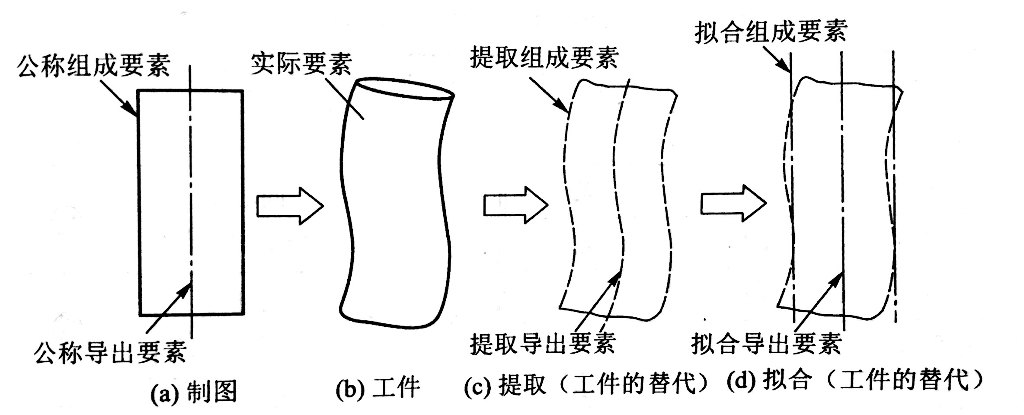 公称组成要素
实际要素
提取组成要素
拟合组成要素
公称导出要素
提取导出要素
拟合导出要素
(a) 制图
(b) 工件
(c) 提取（工件的替代）
(d) 拟合（工件的替代）